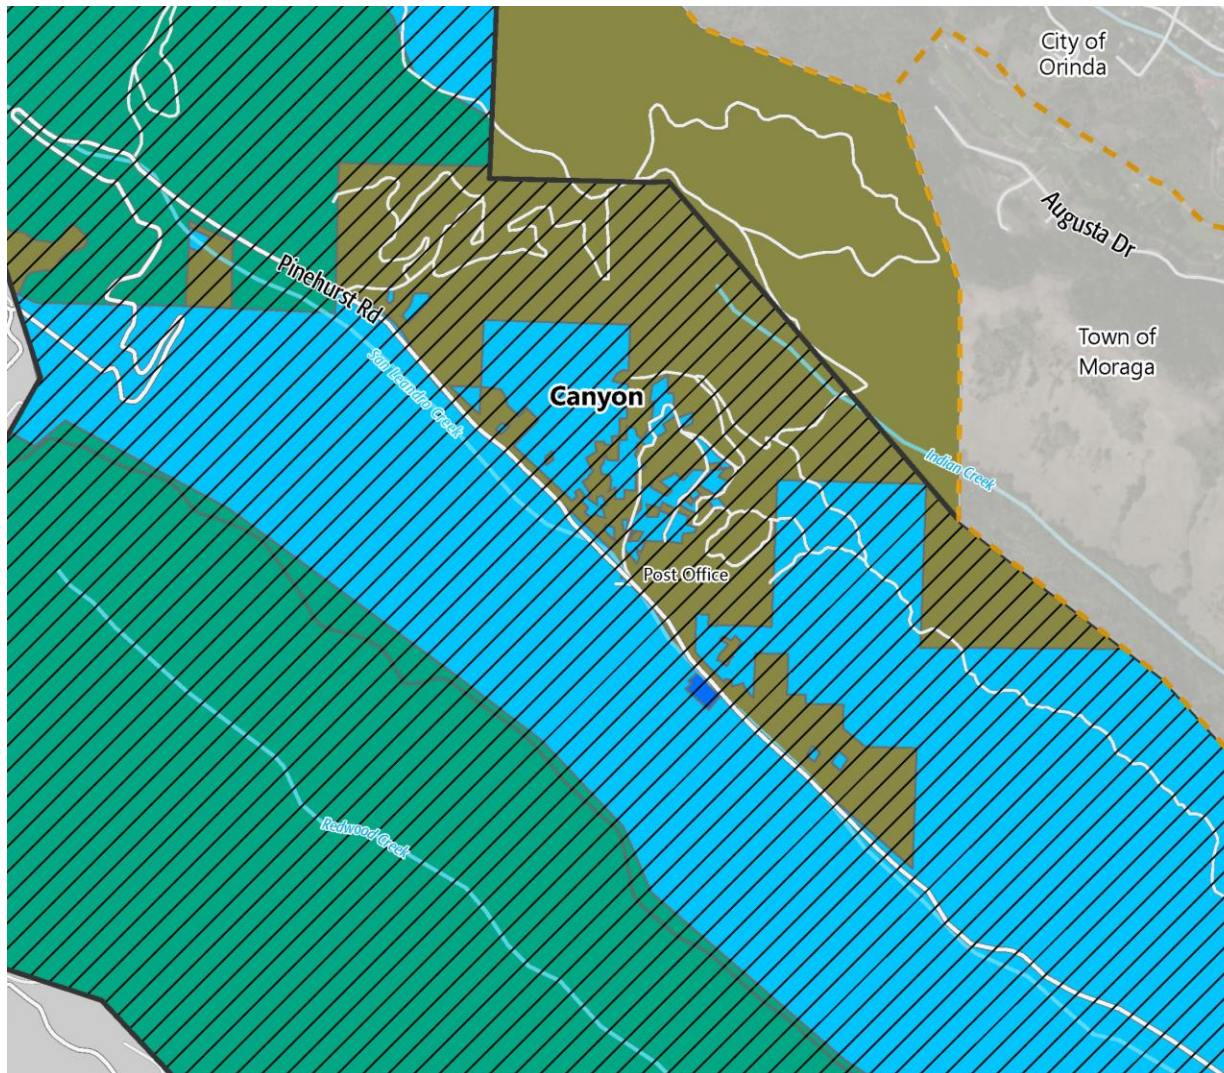 City of
Orinda
Augusta Dr
Pinehurst Rd
Town of
Moraga
San Leandro Creek
Canyon
Indian Creek
Post Office
Redwood Creek